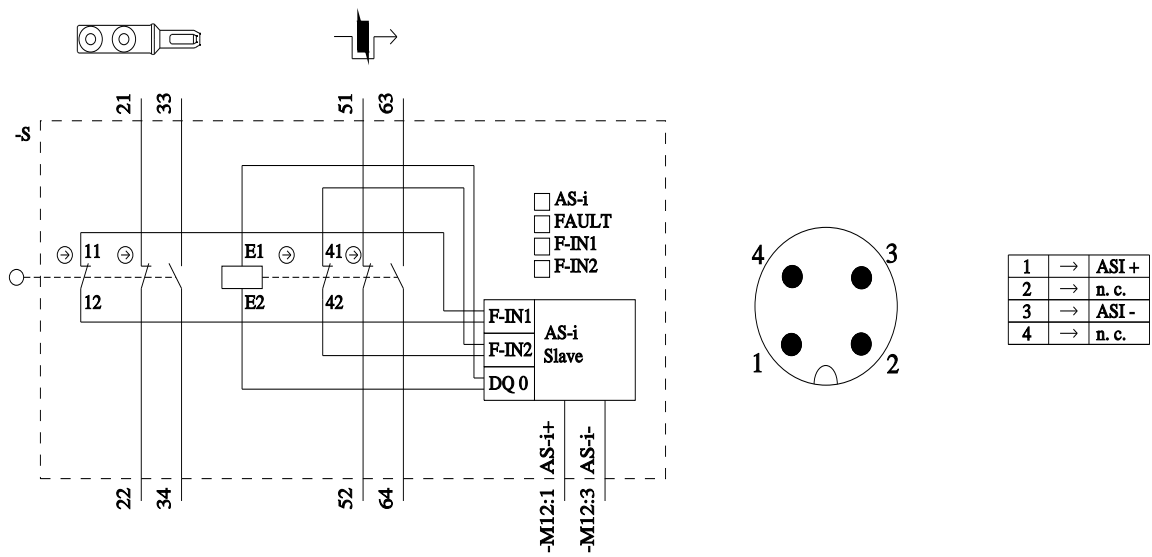 21 33 51 63
-S
AS-i
FAULT
F-IN1
F-IN2
11 E1 41
12 E2 42
F-IN1
F-IN2
DQ 0
AS-i
Slave
22 34 52 64
-M12:1 AS-i+
-M12:3 AS-i-
4 3
1 2
1 → ASI +
2 → n. c.
3 → ASI -
4 → n. c.